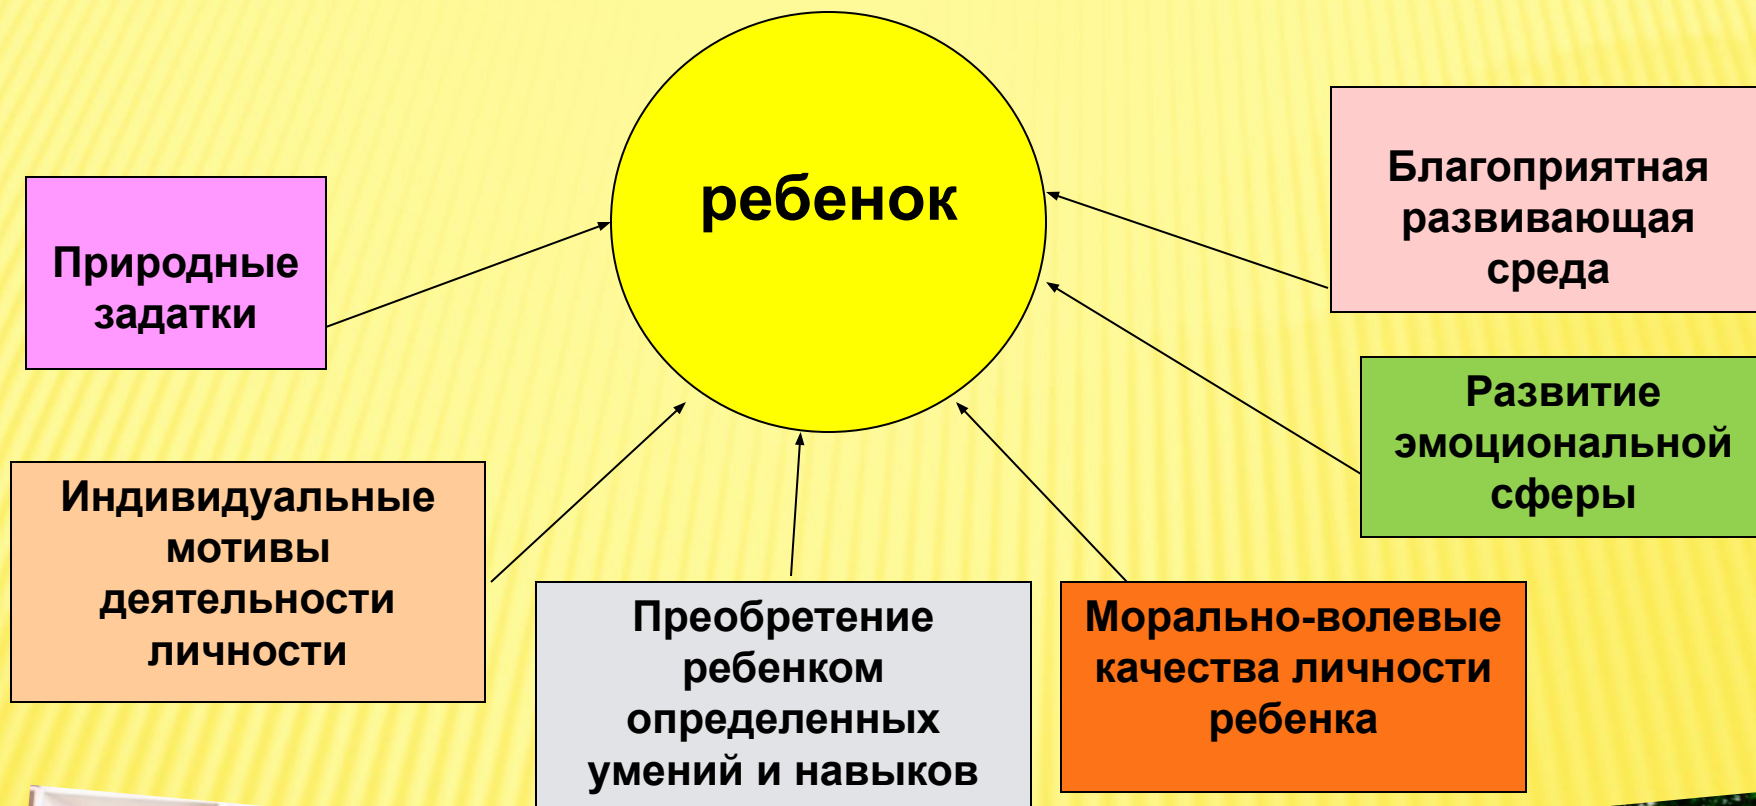 ребенок
Природные
задатки
Индивидуальные
мотивы
деятельности
личности
Преобретение
ребенком
определенных
умений и навыков
Морально-волевые
качества личности
ребенка
Развитие
эмоциональной
сферы
Благоприятная
развивающая
среда